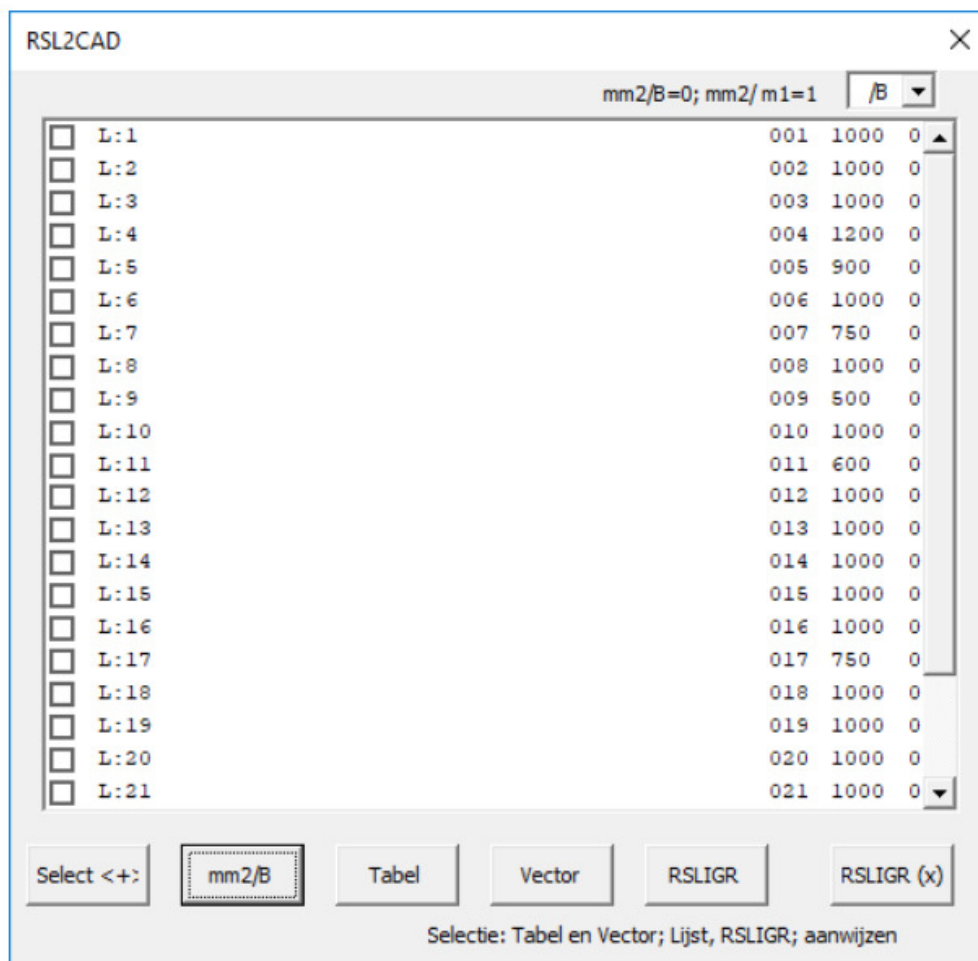 RSL2CAD
mm2/B=0; mm2/ m1=1 /B
L:1 001 1000 0
L:2 002 1000 0
L:3 003 1000 0
L:4 004 1200 0
L:5 005 900 0
L:6 006 1000 0
L:7 007 750 0
L:8 008 1000 0
L:9 009 500 0
L:10 010 1000 0
L:11 011 600 0
L:12 012 1000 0
L:13 013 1000 0
L:14 014 1000 0
L:15 015 1000 0
L:16 016 1000 0
L:17 017 750 0
L:18 018 1000 0
L:19 019 1000 0
L:20 020 1000 0
L:21 021 1000 0
Select <+: mm2/B Tabel Vector RSLIGR RSLIGR (x)
Selectie: Tabel en Vector; Lijst, RSLIGR; aanwijzen